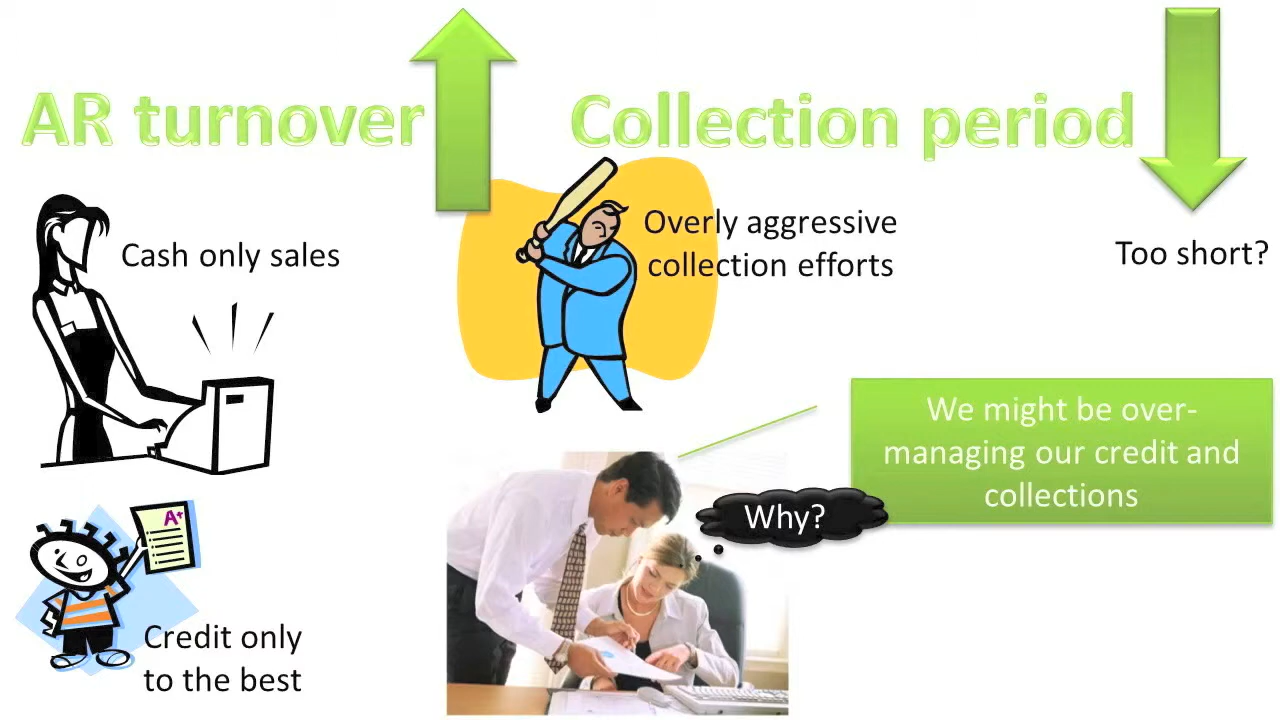 AR turnover
Collection period
Cash only sales
Overly aggressive
collection efforts
Too short?
We might be over-
managing our credit and
collections
Why?
A+
Credit only
to the best